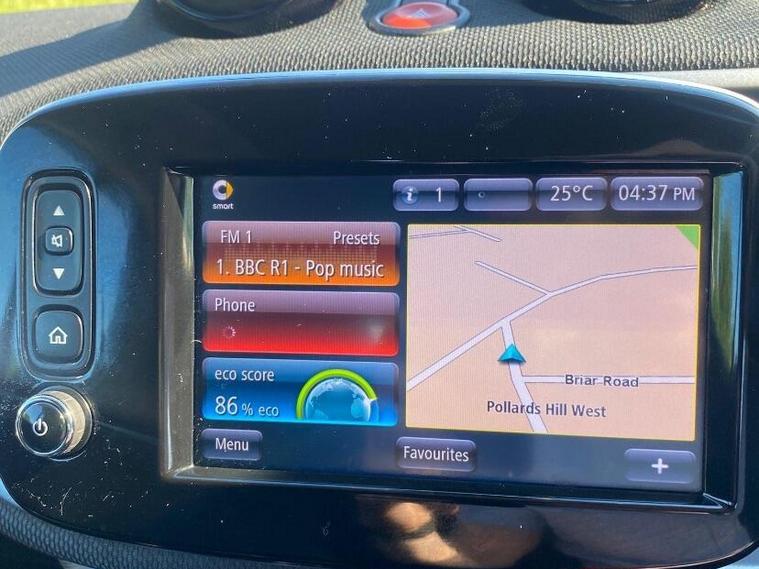 smart
1
25°C
04:37 PM
FM 1
Presets
1. BBC R1 - Pop music
Phone
eco score
86 % eco
Briar Road
Pollards Hill West
Menu
Favourites
+